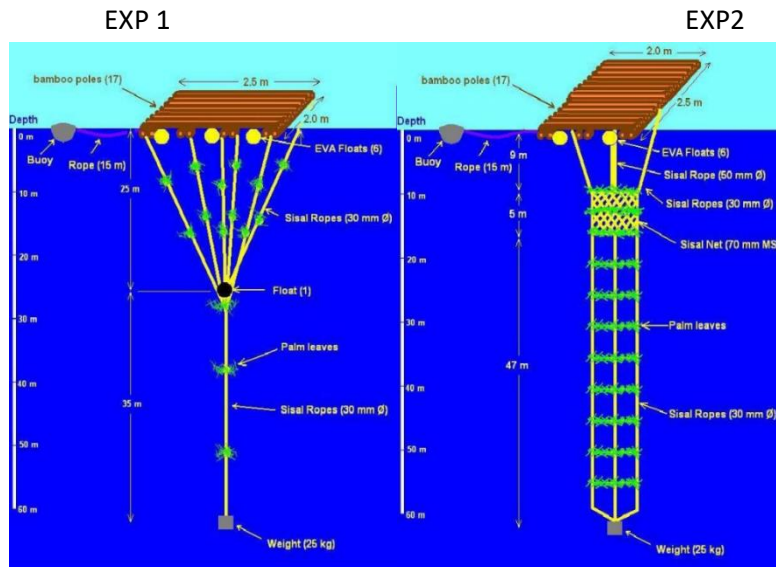 EXP 1
EXP2
2.5 m
bamboo poles (17)
2.0 m
Depth
0 m
Buoy
Rope (15 m)
EVA Floats (6)
25 m
10 m
Sisal Ropes (30 mm Ø)
20 m
Float (1)
30 m
Palm leaves
40 m
35 m
Sisal Ropes (30 mm Ø)
50 m
60 m
Weight (25 kg)
2.0 m
bamboo poles (17)
2.5 m
Depth
0 m
Buoy
Rope (15 m)
9 m
EVA Floats (6)
Sisal Rope (50 mm Ø)
10 m
Sisal Ropes (30 mm Ø)
5 m
Sisal Net (70 mm MS
20 m
30 m
Palm leaves
47 m
40 m
Sisal Ropes (30 mm Ø)
50 m
60 m
Weight (25 kg)